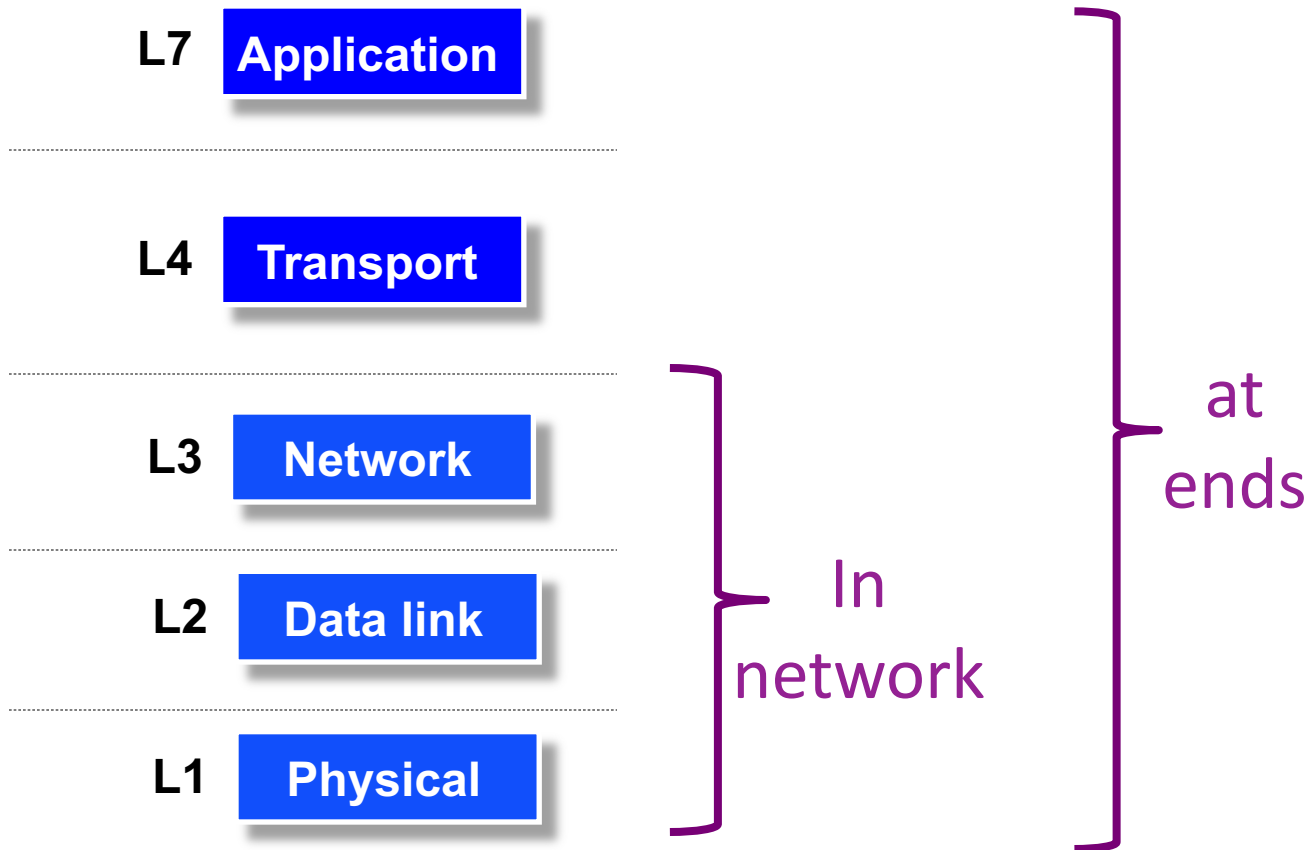 L7 Application
L4 Transport
L3 Network
L2 Data link
L1 Physical
In
network
at
ends